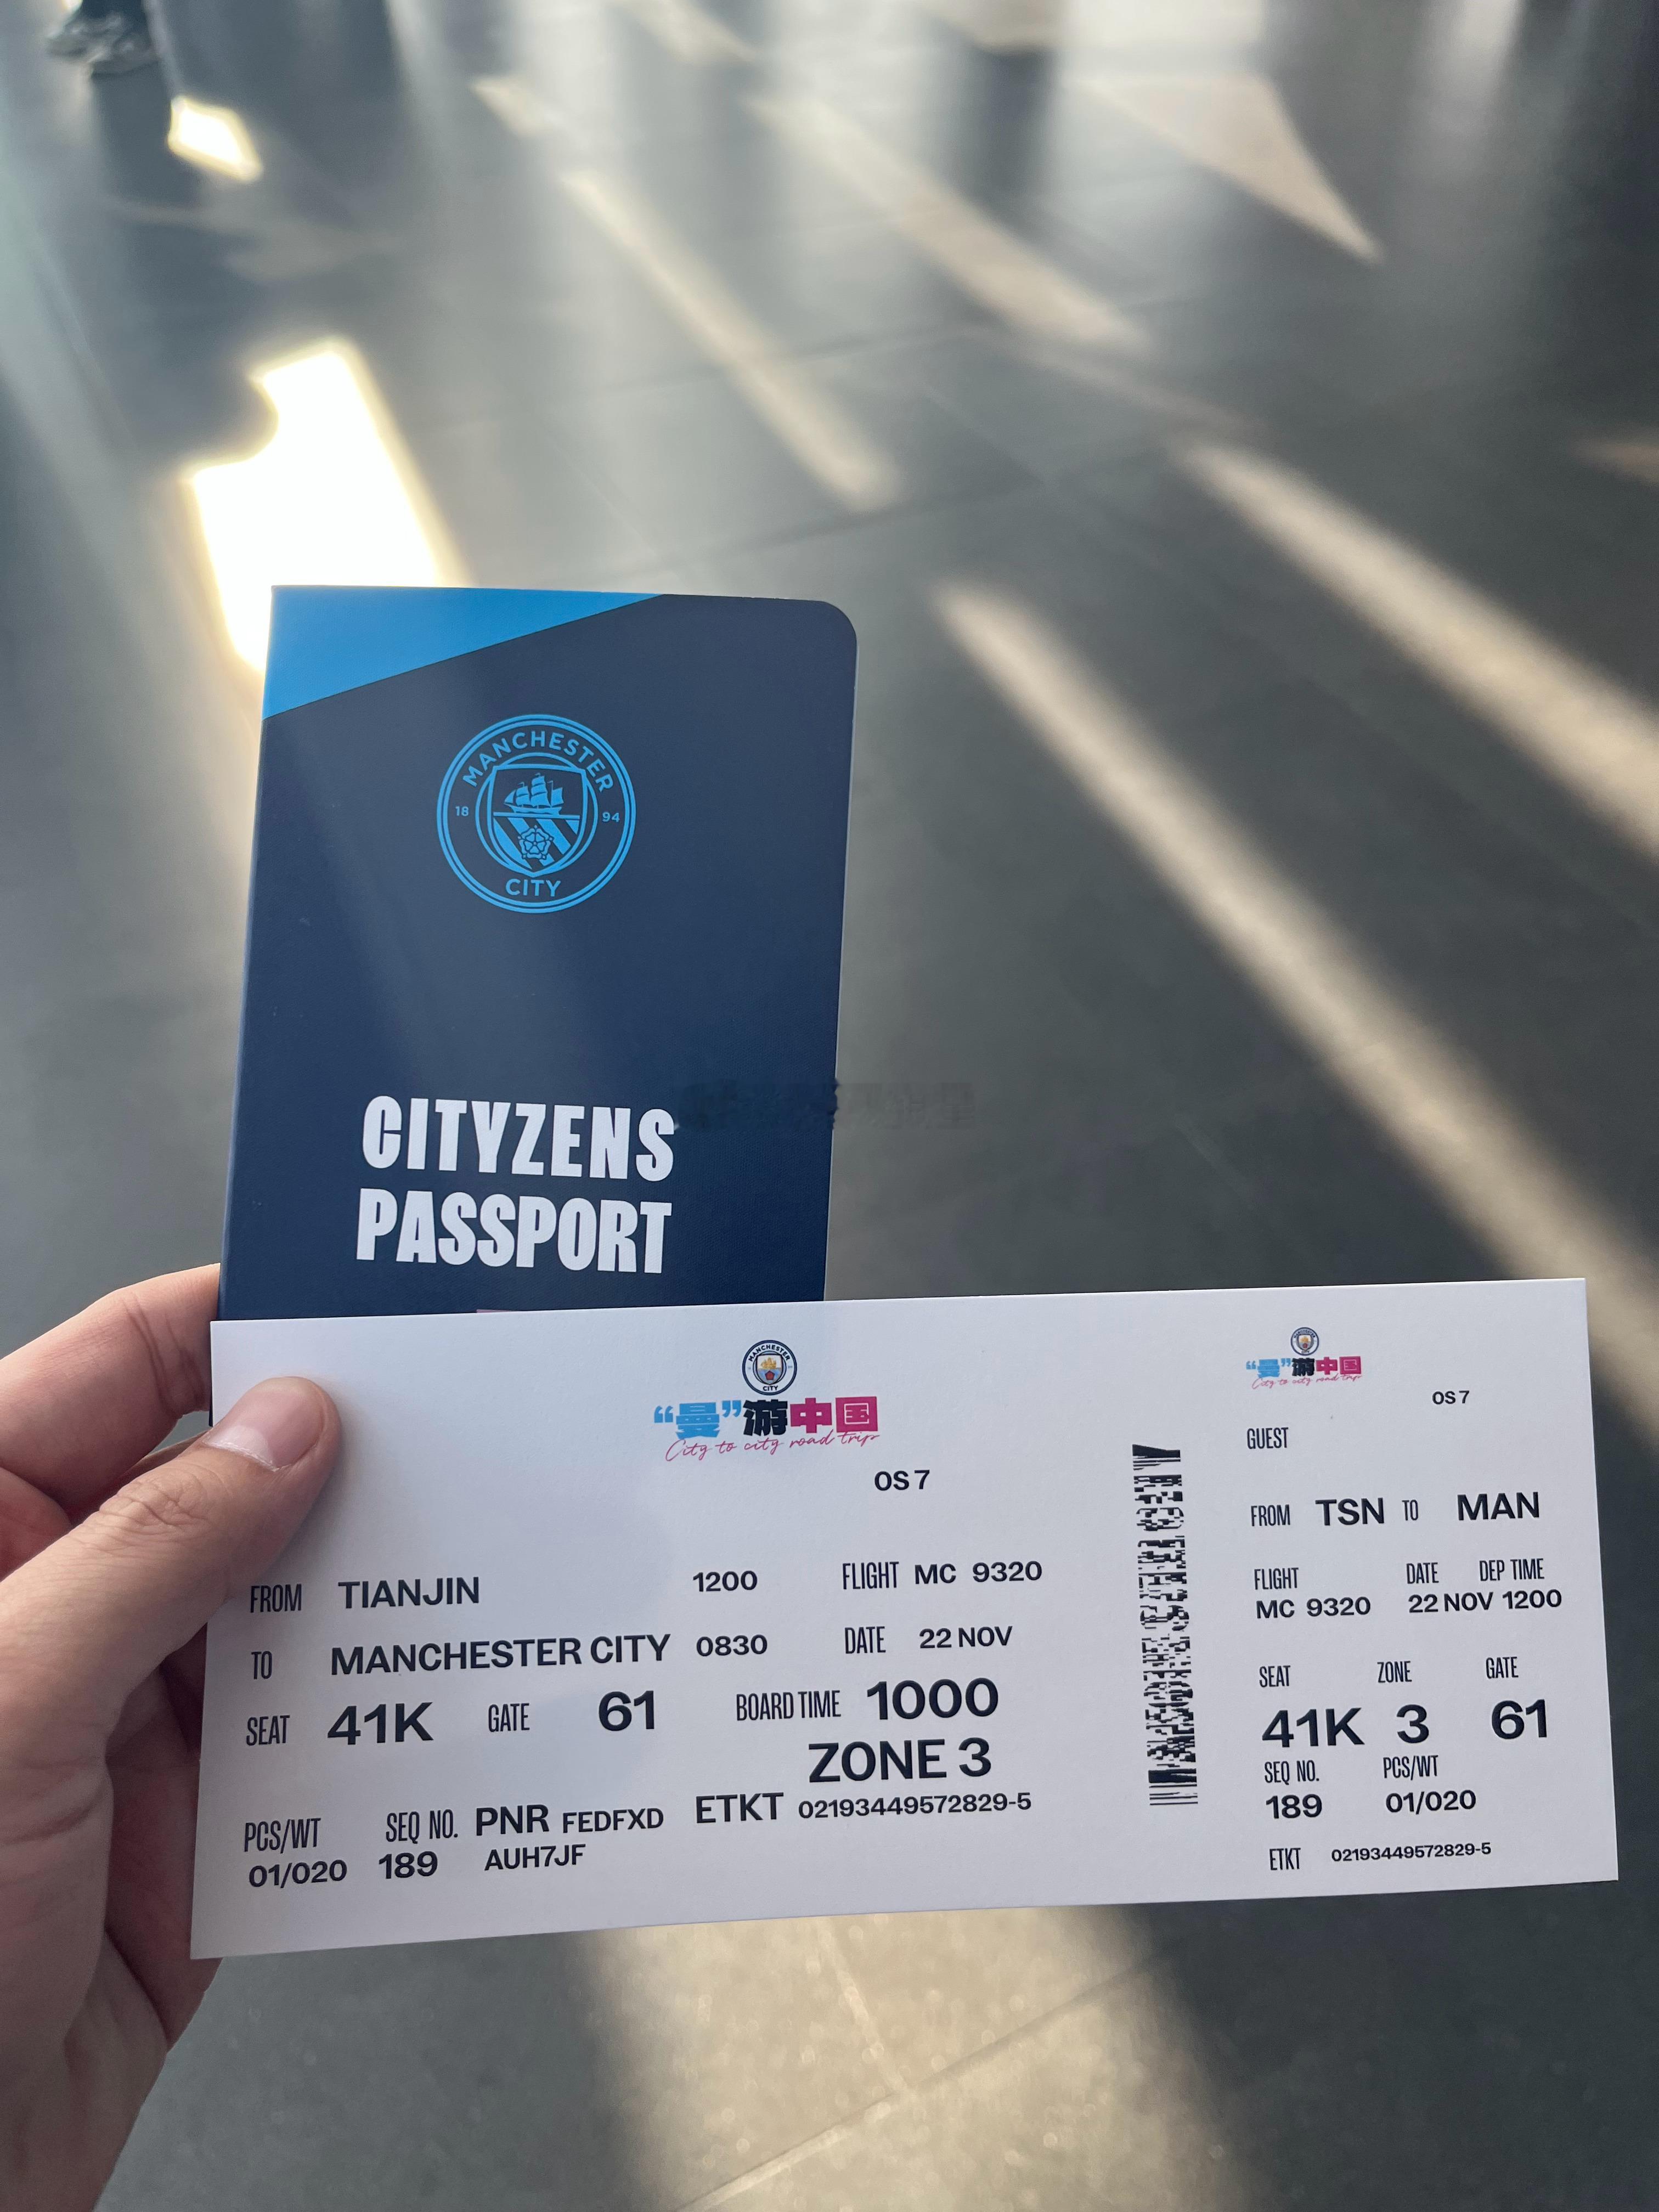 MANCHESTER
18 94
CITY
CITYZENS
PASSPORT
MANCHESTER
CITY
“曼”游中国
City to city road trip
OS 7
FROM TIANJIN 1200 FLIGHT MC 9320
TO MANCHESTER CITY 0830 DATE 22 NOV
SEAT 41K GATE 61 BOARD TIME 1000
ZONE 3
PCS/WT SEQ NO. PNR FEDFXD ETKT 02193449572829-5
01/020 189 AUH7JF
“曼”游中国
City to city road trip
OS 7
GUEST
FROM TSN TO MAN
FLIGHT DATE DEP TIME
MC 9320 22 NOV 1200
SEAT ZONE GATE
41K 3 61
SEQ NO. PCS/WT
189 01/020
ETKT 02193449572829-5